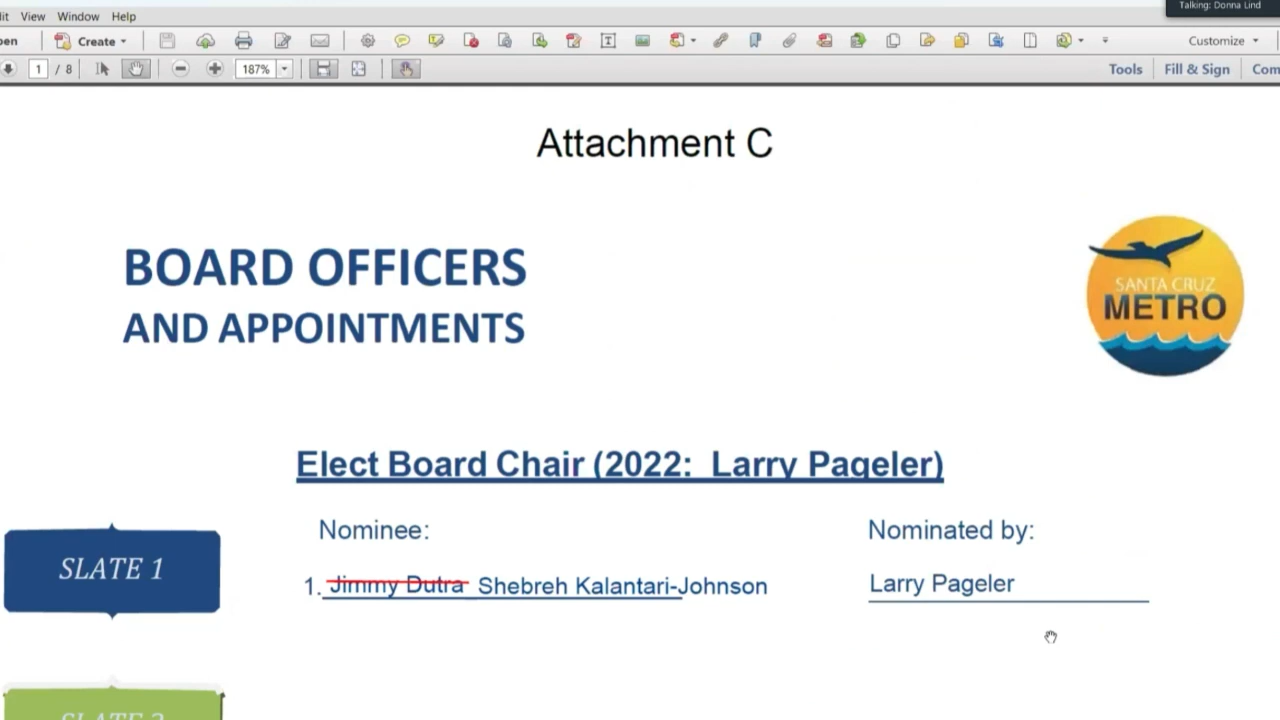 Talking: Donna Lind
View Window Help
Create
Customize
1 / 8
187%
Tools Fill & Sign
Attachment C
BOARD OFFICERS
AND APPOINTMENTS
SANTA CRUZ
METRO
Elect Board Chair (2022: Larry Pageler)
Nominee: Nominated by:
SLATE 1
1. Jimmy Dutra Shebreh Kalantari-Johnson Larry Pageler